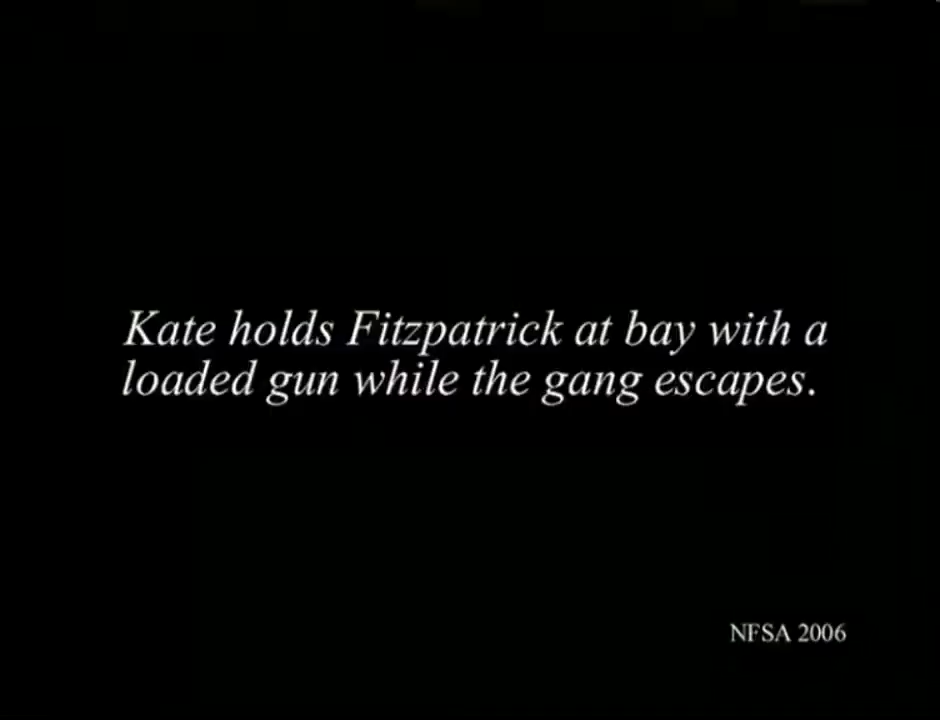 Kate holds Fitzpatrick at bay with a
loaded gun while the gang escapes.
NFSA 2006